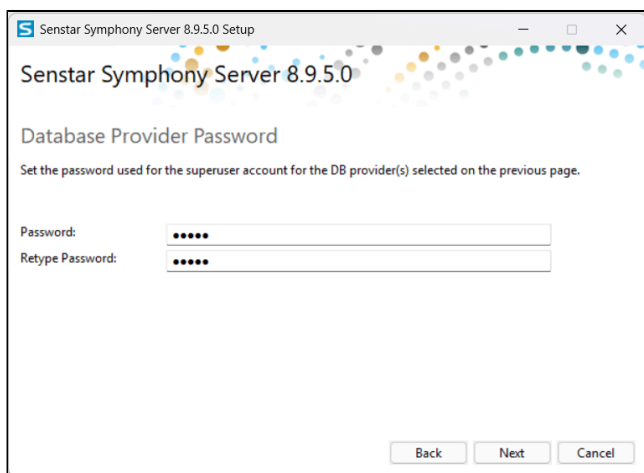 Senstar Symphony Server 8.9.5.0 Setup
Senstar Symphony Server 8.9.5.0
Database Provider Password
Set the password used for the superuser account for the DB provider(s) selected on the previous page.
Password: •••••
Retype Password: •••••
Back Next Cancel